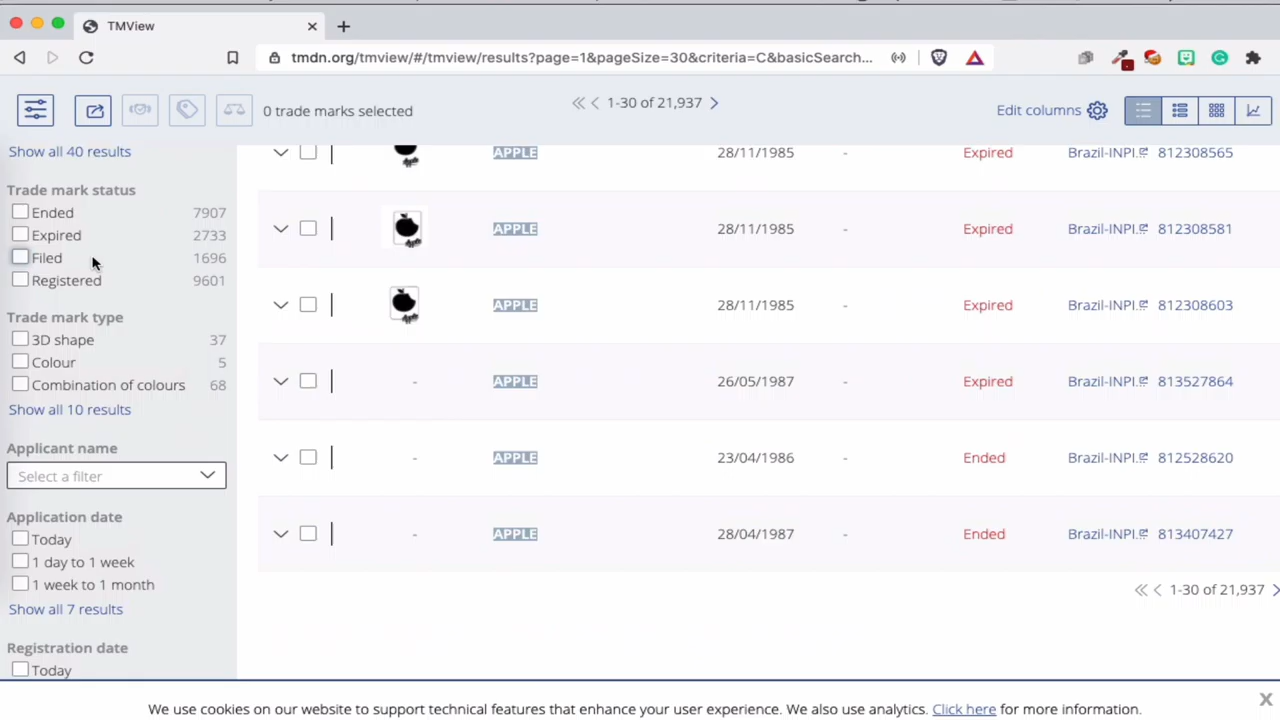 TMView
tmdn.org/tmview/#/tmview/results?page=1&pageSize=30&criteria=C&basicSearch...
0 trade marks selected
1-30 of 21,937
Edit columns
Show all 40 results
Trade mark status
Ended 7907
Expired 2733
Filed 1696
Registered 9601
Trade mark type
3D shape 37
Colour 5
Combination of colours 68
Show all 10 results
Applicant name
Select a filter
Application date
Today
1 day to 1 week
1 week to 1 month
Show all 7 results
Registration date
Today
APPLE 28/11/1985 - Expired Brazil-INPI 812308565
APPLE 28/11/1985 - Expired Brazil-INPI 812308581
APPLE 28/11/1985 - Expired Brazil-INPI 812308603
- APPLE 26/05/1987 - Expired Brazil-INPI 813527864
- APPLE 23/04/1986 - Ended Brazil-INPI 812528620
- APPLE 28/04/1987 - Ended Brazil-INPI 813407427
1-30 of 21,937
We use cookies on our website to support technical features that enhance your user experience. We also use analytics. Click here for more information.
X